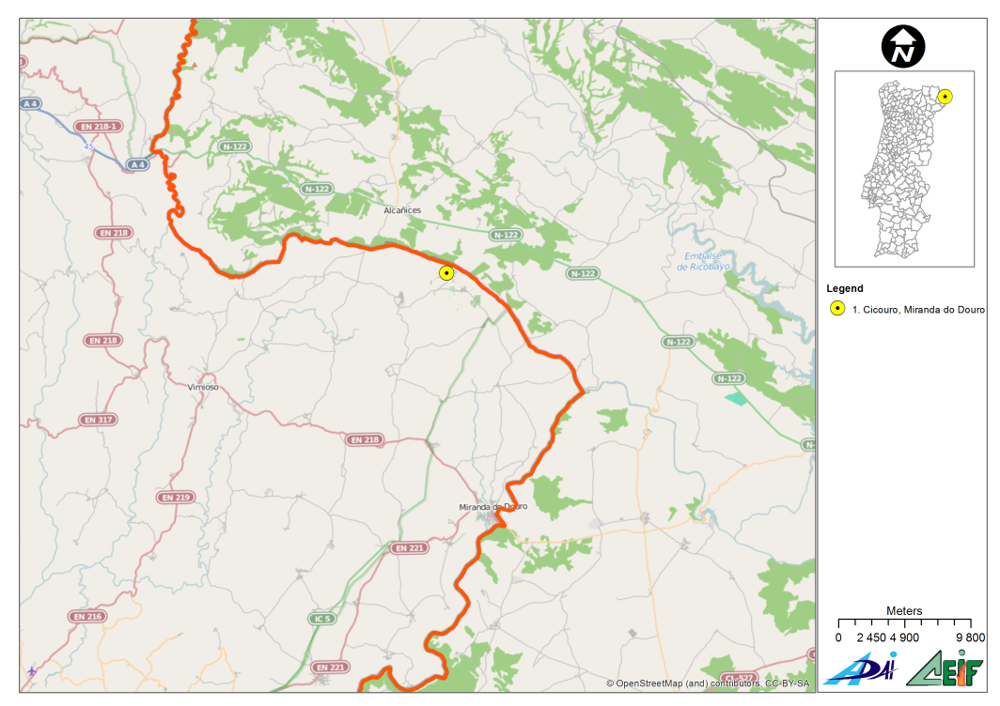 A 4
EN 218-1
45
A 4
N-122
N-122
Alcañices
N-122
EN 218
N-122
Embalse
de Ricobayo
EN 218
N-122
N-122
Vimioso
EN 317
EN 218
N-
EN 219
Miranda do Douro
EN 221
EN 216
IC 5
EN 221
CL-527
© OpenStreetMap (and) contributors, CC-BY-SA
N
Legend
1. Cicouro, Miranda do Douro
Meters
0 2 450 4 900 9 800
ADAI
CEIF